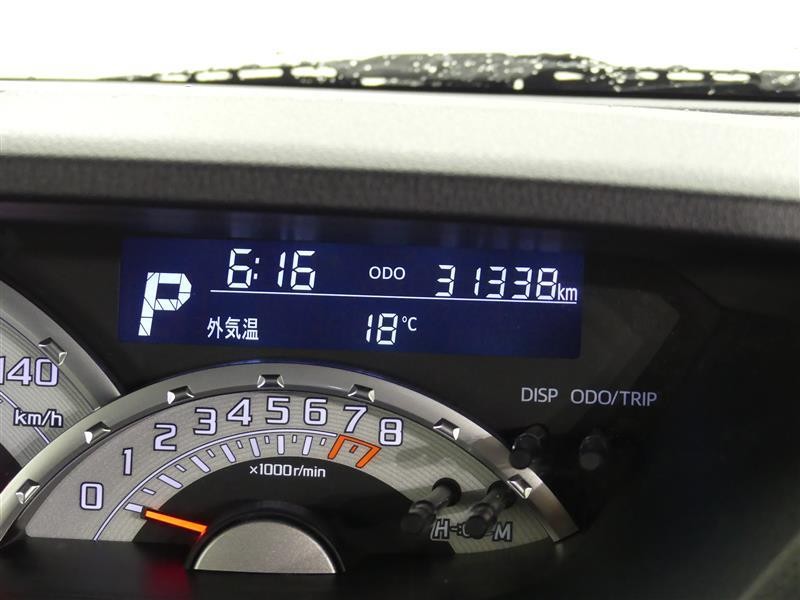 P 6:16 ODO 31338km
外気温 18℃
140
km/h
DISP ODO/TRIP
0 1 2 3 4 5 6 7 8
×1000r/min
H M